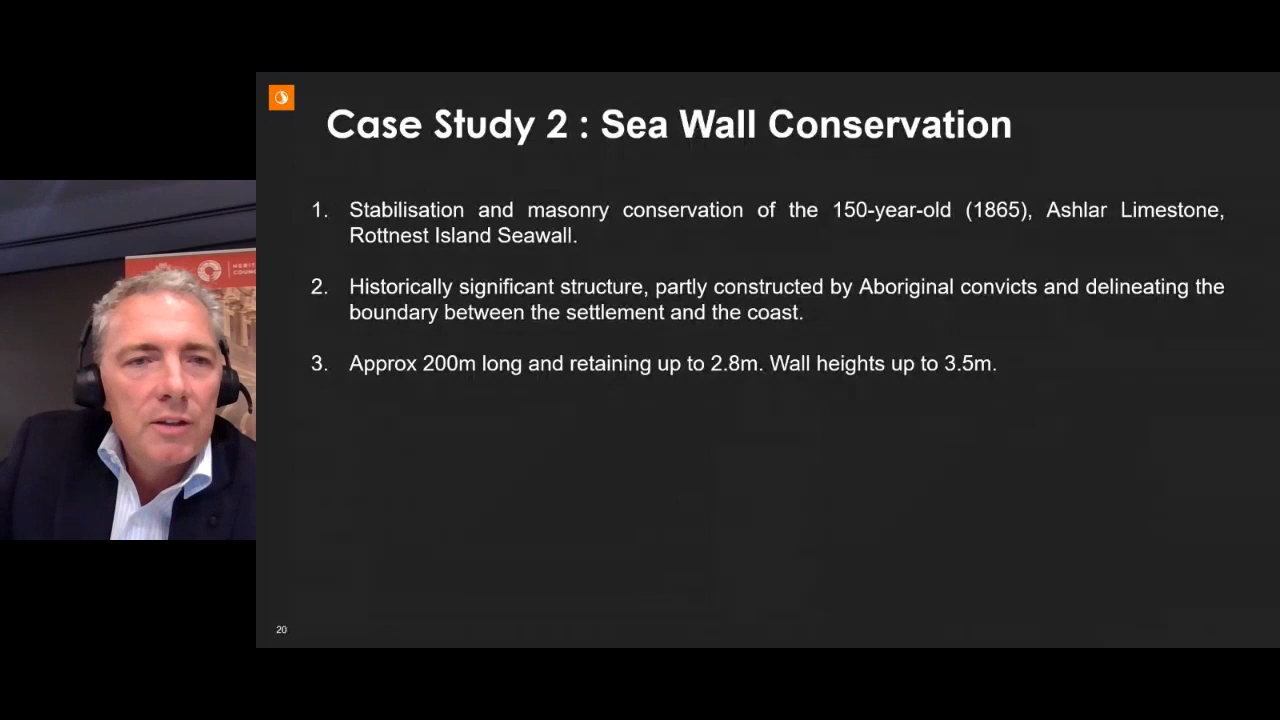 Case Study 2 : Sea Wall Conservation
1. Stabilisation and masonry conservation of the 150-year-old (1865), Ashlar Limestone,
Rottnest Island Seawall.
2. Historically significant structure, partly constructed by Aboriginal convicts and delineating the
boundary between the settlement and the coast.
3. Approx 200m long and retaining up to 2.8m. Wall heights up to 3.5m.
20